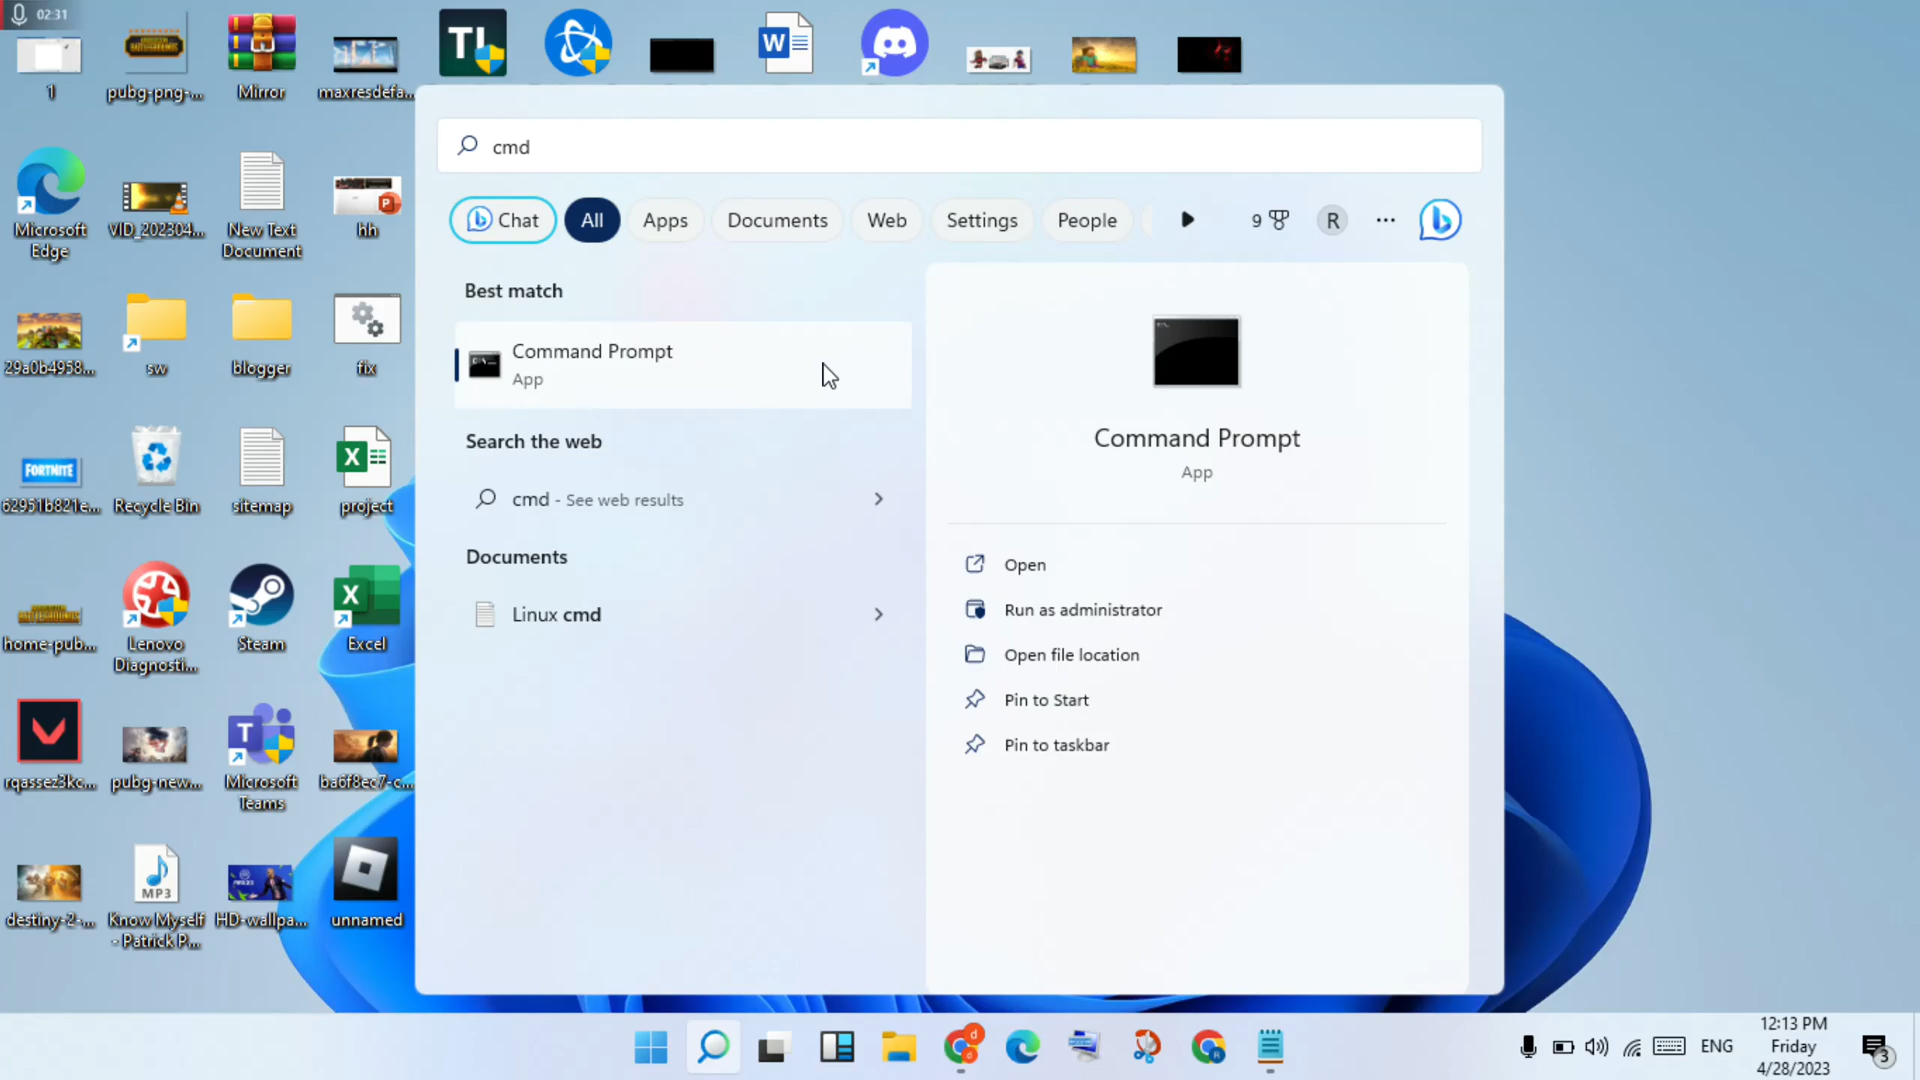 02:31
1
pubg-png-...
Mirror
maxresdefa...
cmd
Chat
All
Apps
Documents
Web
Settings
People
9
R
Best match
Command Prompt
App
Search the web
cmd - See web results
Documents
Linux cmd
Command Prompt
App
Open
Run as administrator
Open file location
Pin to Start
Pin to taskbar
Microsoft
Edge
VID_202304...
New Text
Document
hh
29a0b4958...
sw
blogger
fix
FORTNITE
62951b821e...
Recycle Bin
sitemap
project
home-pub...
Lenovo
Diagnosti...
Steam
Excel
rqassez3kc...
pubg-new...
Microsoft
Teams
ba6f8ec7-c...
MP3
destiny-2-...
Know Myself
- Patrick P...
HD-wallpa...
unnamed
ENG
12:13 PM
Friday
4/28/2023
3